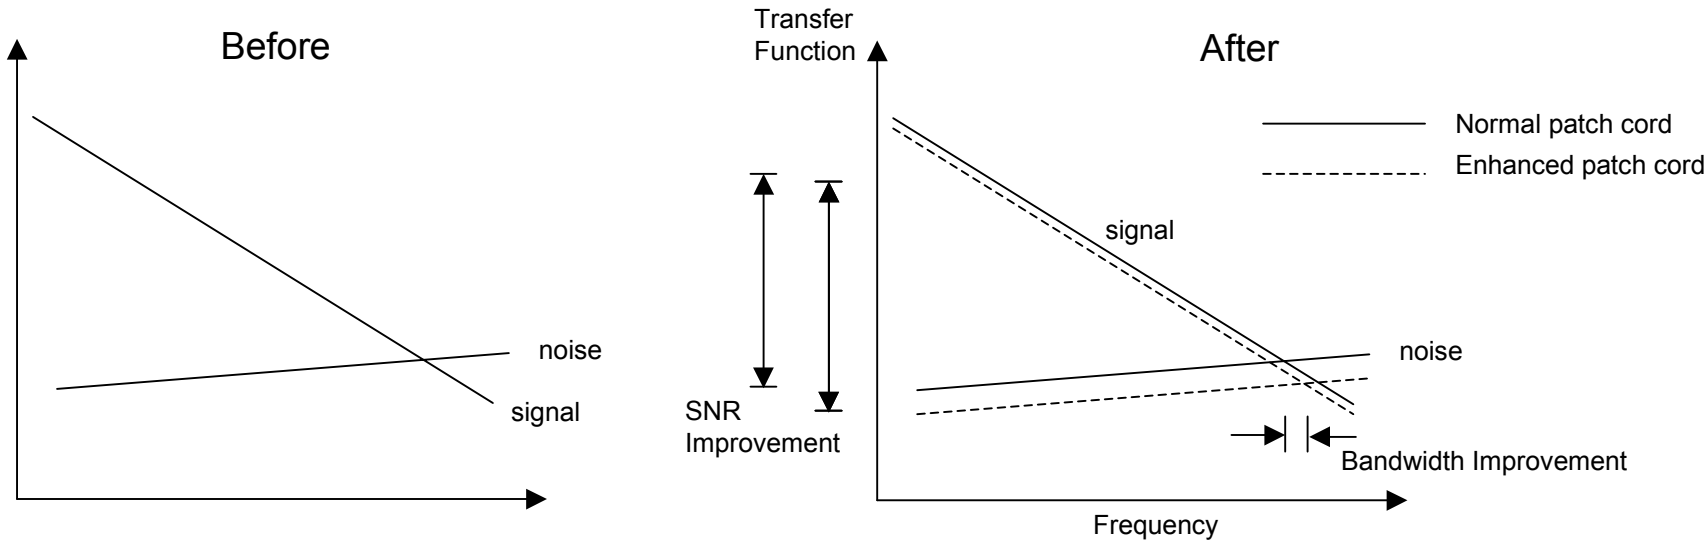 Before
noise
signal
Transfer
Function
After
Normal patch cord
Enhanced patch cord
signal
noise
SNR
Improvement
Bandwidth Improvement
Frequency